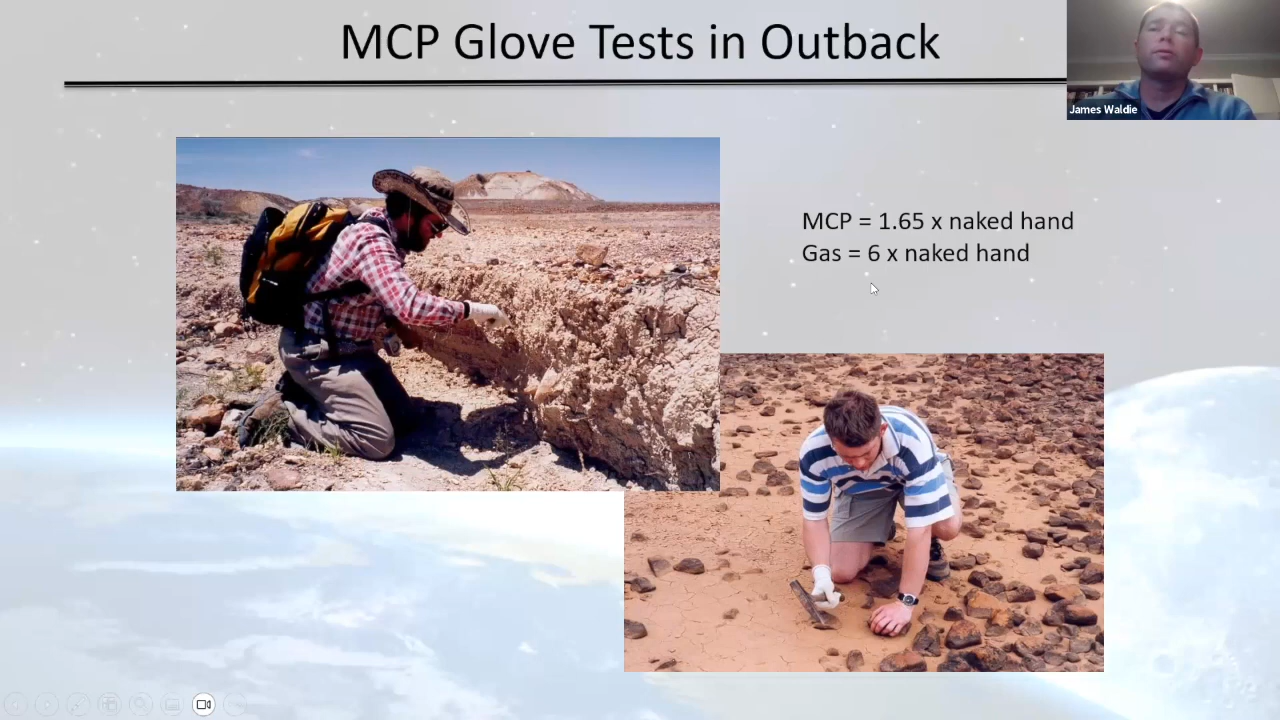 MCP Glove Tests in Outback
James Waldie
MCP = 1.65 x naked hand
Gas = 6 x naked hand